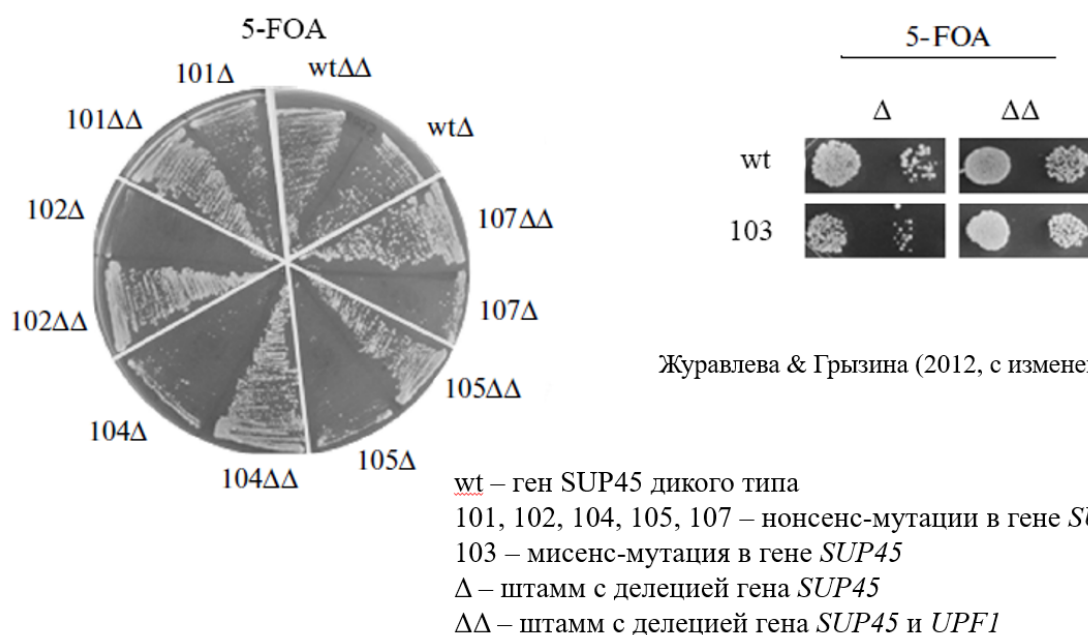 5-FOA
101Δ
wtΔΔ
101ΔΔ
wtΔ
102Δ
107ΔΔ
102ΔΔ
107Δ
104Δ
105ΔΔ
104ΔΔ
105Δ
5-FOA
Δ
ΔΔ
wt
103
Журавлева & Грызина (2012, с
wt – ген SUP45 дикого типа
101, 102, 104, 105, 107 – нонсенс-мутации в гене
103 – мисенс-мутация в гене SUP45
Δ – штамм с делецией гена SUP45
ΔΔ – штамм с делецией гена SUP45 и UPF1